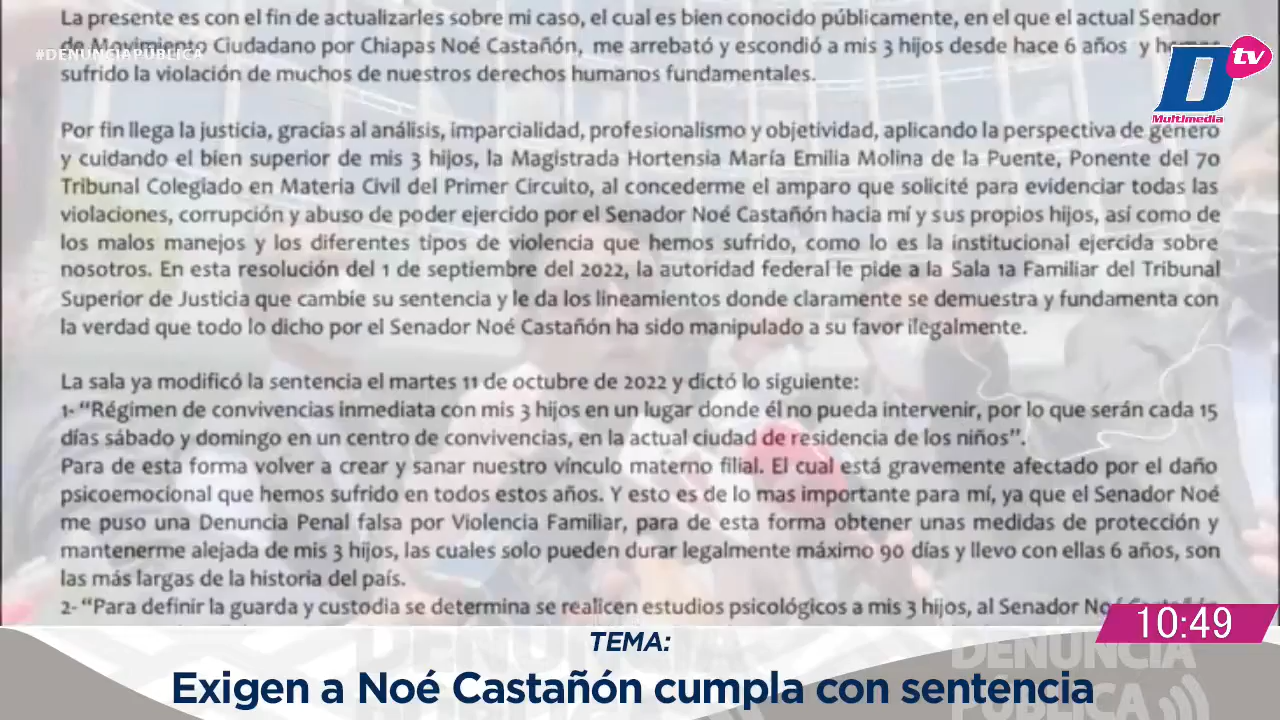 La presente es con el fin de actualizarles sobre mi caso, el cual es bien conocido públicamente, en el que el actual Senador
de Movimiento Ciudadano por Chiapas Noé Castañón, me arrebató y escondió a mis 3 hijos desde hace 6 años y hemos
#DENUNCIAPÚBLICA
sufrido la violación de muchos de nuestros derechos humanos fundamentales.
D tv
Multimedia
Por fin llega la justicia, gracias al análisis, imparcialidad, profesionalismo y objetividad, aplicando la perspectiva de género
y cuidando el bien superior de mis 3 hijos, la Magistrada Hortensia María Emilia Molina de la Puente, Ponente del 7o
Tribunal Colegiado en Materia Civil del Primer Circuito, al concederme el amparo que solicité para evidenciar todas las
violaciones, corrupción y abuso de poder ejercido por el Senador Noé Castañón hacia mí y sus propios hijos, así como de
los malos manejos y los diferentes tipos de violencia que hemos sufrido, como lo es la institucional ejercida sobre
nosotros. En esta resolución del 1 de septiembre del 2022, la autoridad federal le pide a la Sala 1a Familiar del Tribunal
Superior de Justicia que cambie su sentencia y le da los lineamientos donde claramente se demuestra y fundamenta con
la verdad que todo lo dicho por el Senador Noé Castañón ha sido manipulado a su favor ilegalmente.
La sala ya modificó la sentencia el martes 11 de octubre de 2022 y dictó lo siguiente:
1- “Régimen de convivencias inmediata con mis 3 hijos en un lugar donde él no pueda intervenir, por lo que serán cada 15
días sábado y domingo en un centro de convivencias, en la actual ciudad de residencia de los niños”.
Para de esta forma volver a crear y sanar nuestro vínculo materno filial. El cual está gravemente afectado por el daño
psicoemocional que hemos sufrido en todos estos años. Y esto es de lo mas importante para mí, ya que el Senador Noé
me puso una Denuncia Penal falsa por Violencia Familiar, para de esta forma obtener unas medidas de protección y
mantenerme alejada de mis 3 hijos, las cuales solo pueden durar legalmente máximo 90 días y llevo con ellas 6 años, son
las más largas de la historia del país.
2- “Para definir la guarda y custodia se determina se realicen estudios psicológicos a mis 3 hijos, al Senador Noé
10:49
TEMA:
Exigen a Noé Castañón cumpla con sentencia
DENUNCIA
PÚBLICA